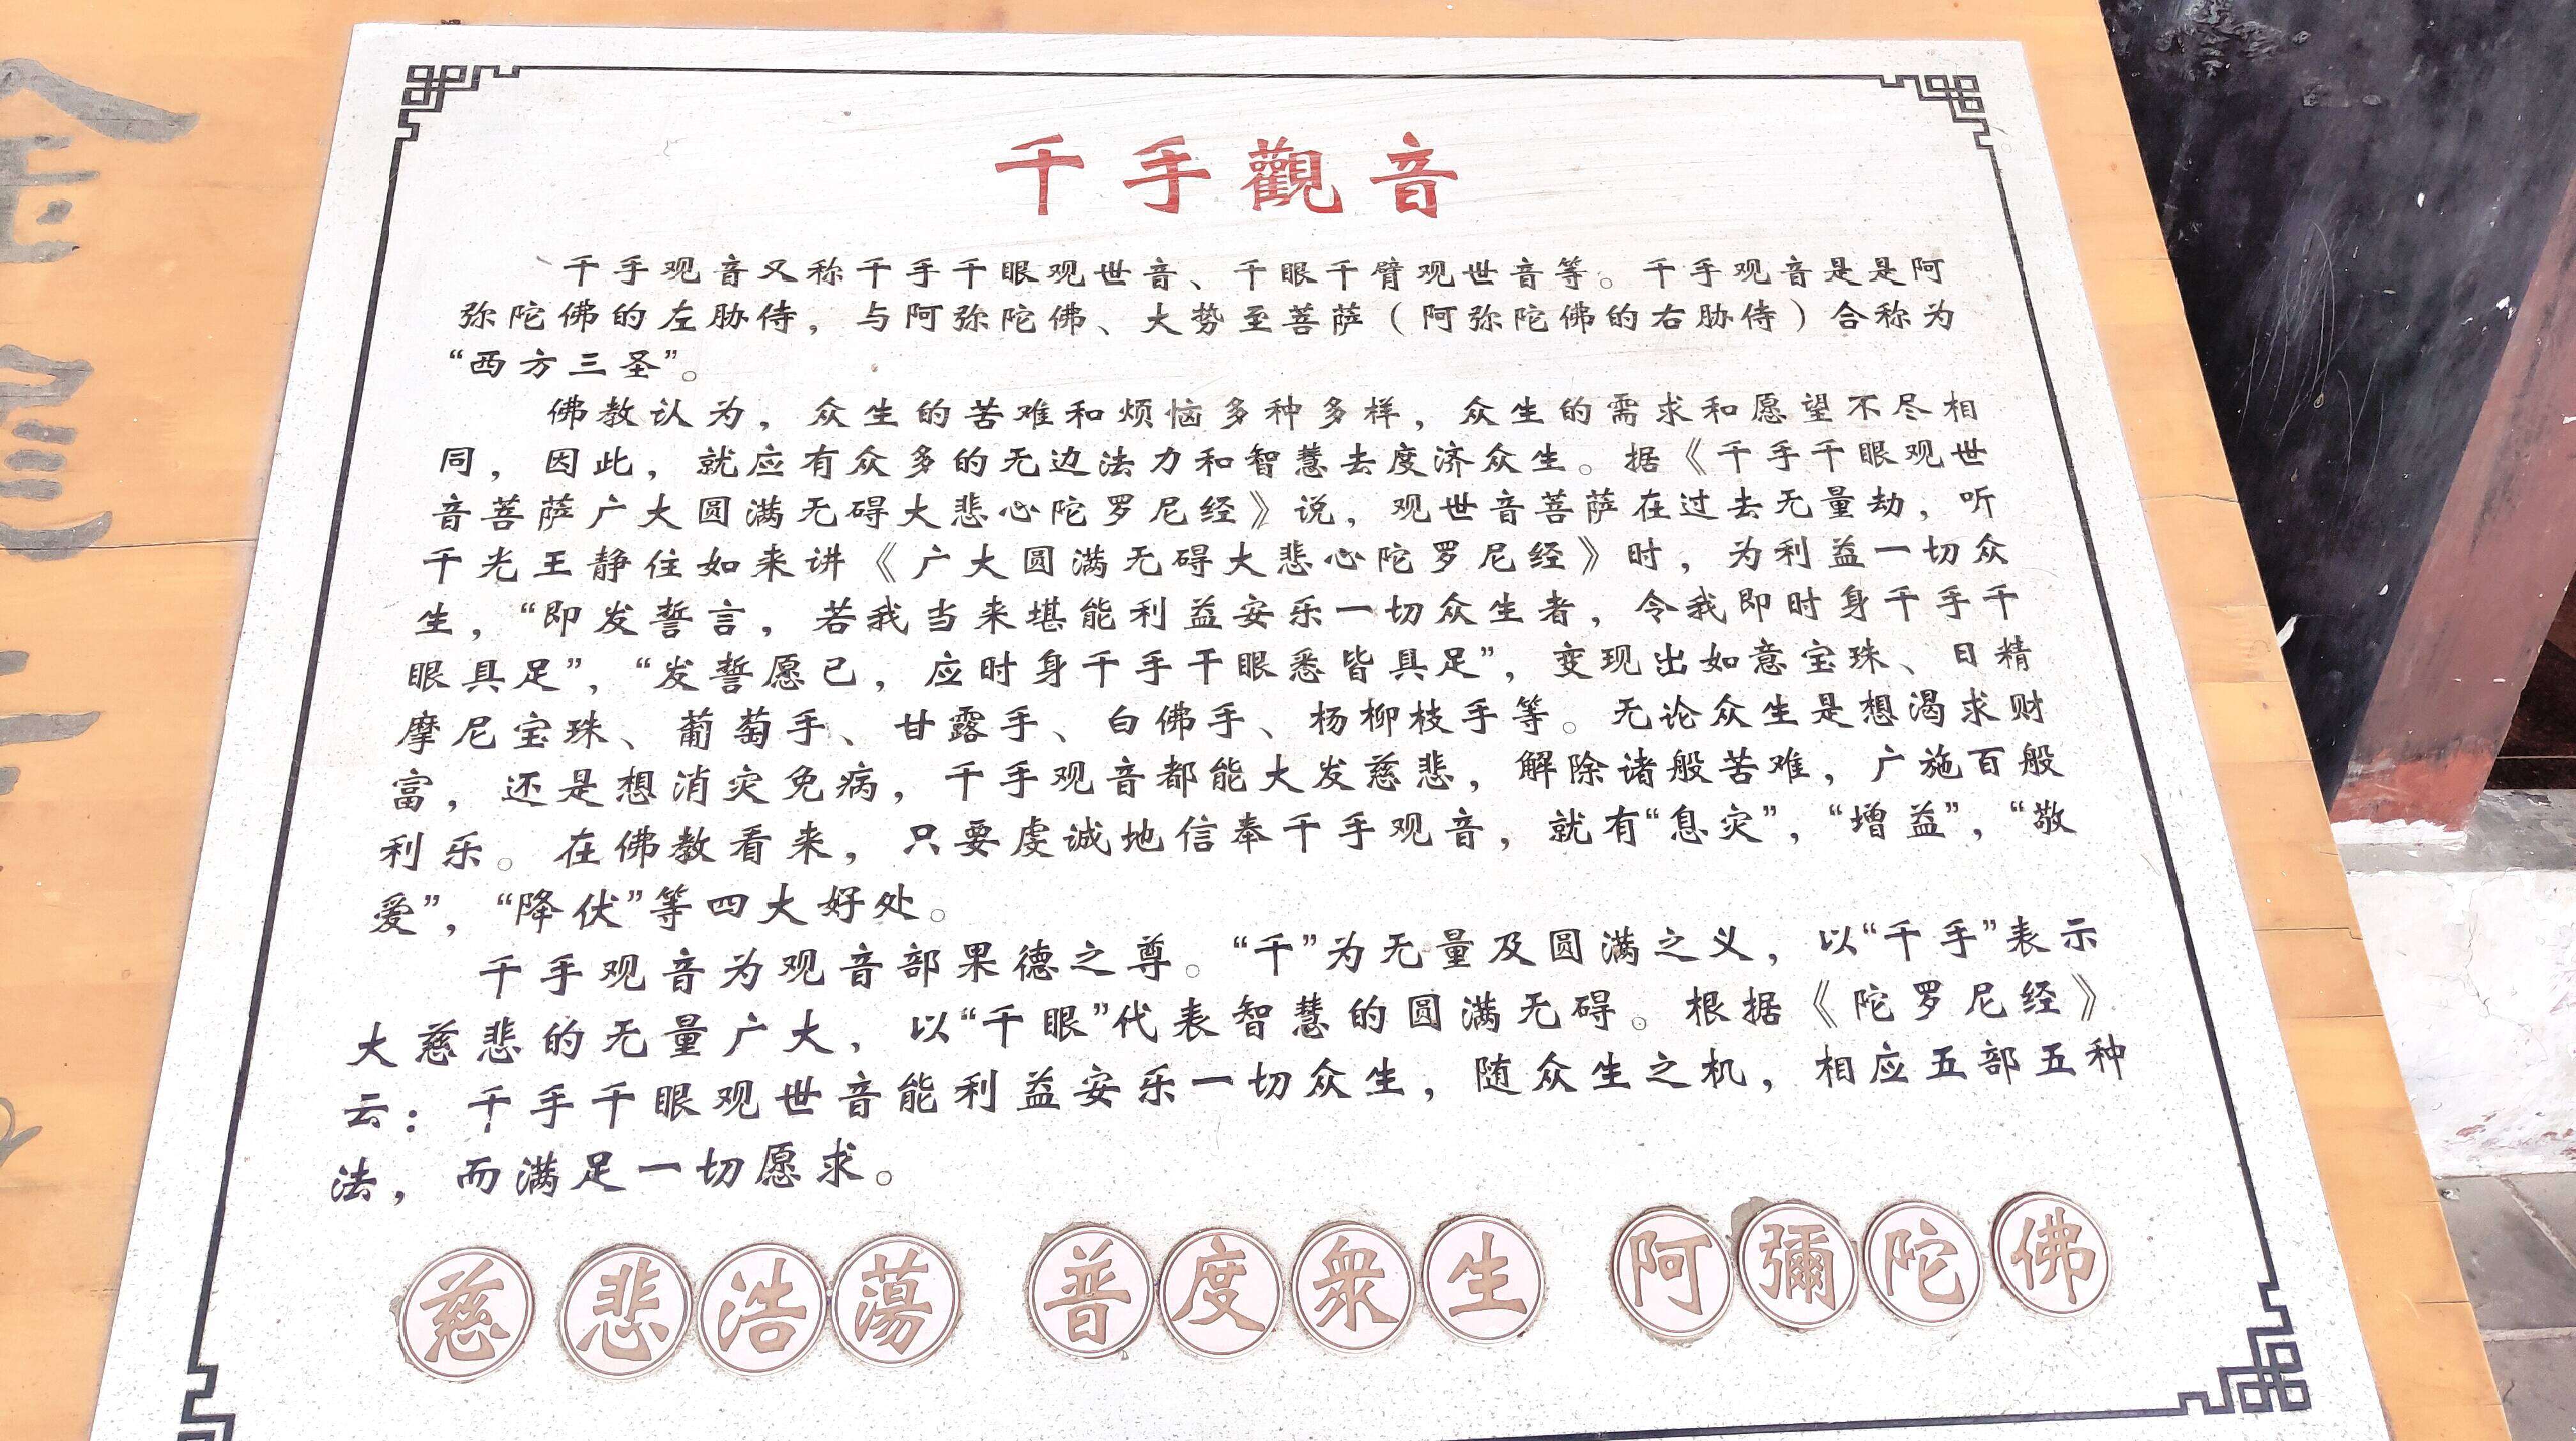 千手觀音
千手观音又称千手千眼观世音、千眼千臂观世音等。千手观音是是阿
弥陀佛的左胁侍，与阿弥陀佛、大势至菩萨（阿弥陀佛的右胁侍）合称为
“西方三圣”。
佛教认为，众生的苦难和烦恼多种多样，众生的需求和愿望不尽相
同，因此，就应有众多的无边法力和智慧去度济众生。据《千手千眼观世
音菩萨广大圆满无碍大悲心陀罗尼经》说，观世音菩萨在过去无量劫，听
千光王静住如来讲《广大圆满无碍大悲心陀罗尼经》时，为利益一切众
生，“即发誓言，若我当来堪能利益安乐一切众生者，令我即时身千手千
眼具足”，“发誓愿已，应时身千手千眼悉皆具足”，变现出如意宝珠、日精
摩尼宝珠、葡萄手、甘露手、白佛手、杨柳枝手等。无论众生是想渴求财
富，还是想消灾免病，千手观音都能大发慈悲，解除诸般苦难，广施百般
利乐。在佛教看来，只要虔诚地信奉千手观音，就有“息灾”，“增益”，“敬
爱”，“降伏”等四大好处。
千手观音为观音部果德之尊。“千”为无量及圆满之义，以“千手”表示
大慈悲的无量广大，以“千眼”代表智慧的圆满无碍。根据《陀罗尼经》
云：千手千眼观世音能利益安乐一切众生，随众生之机，相应五部五种
法，而满足一切愿求。
慈悲浩蕩 普度衆生 阿彌陀佛